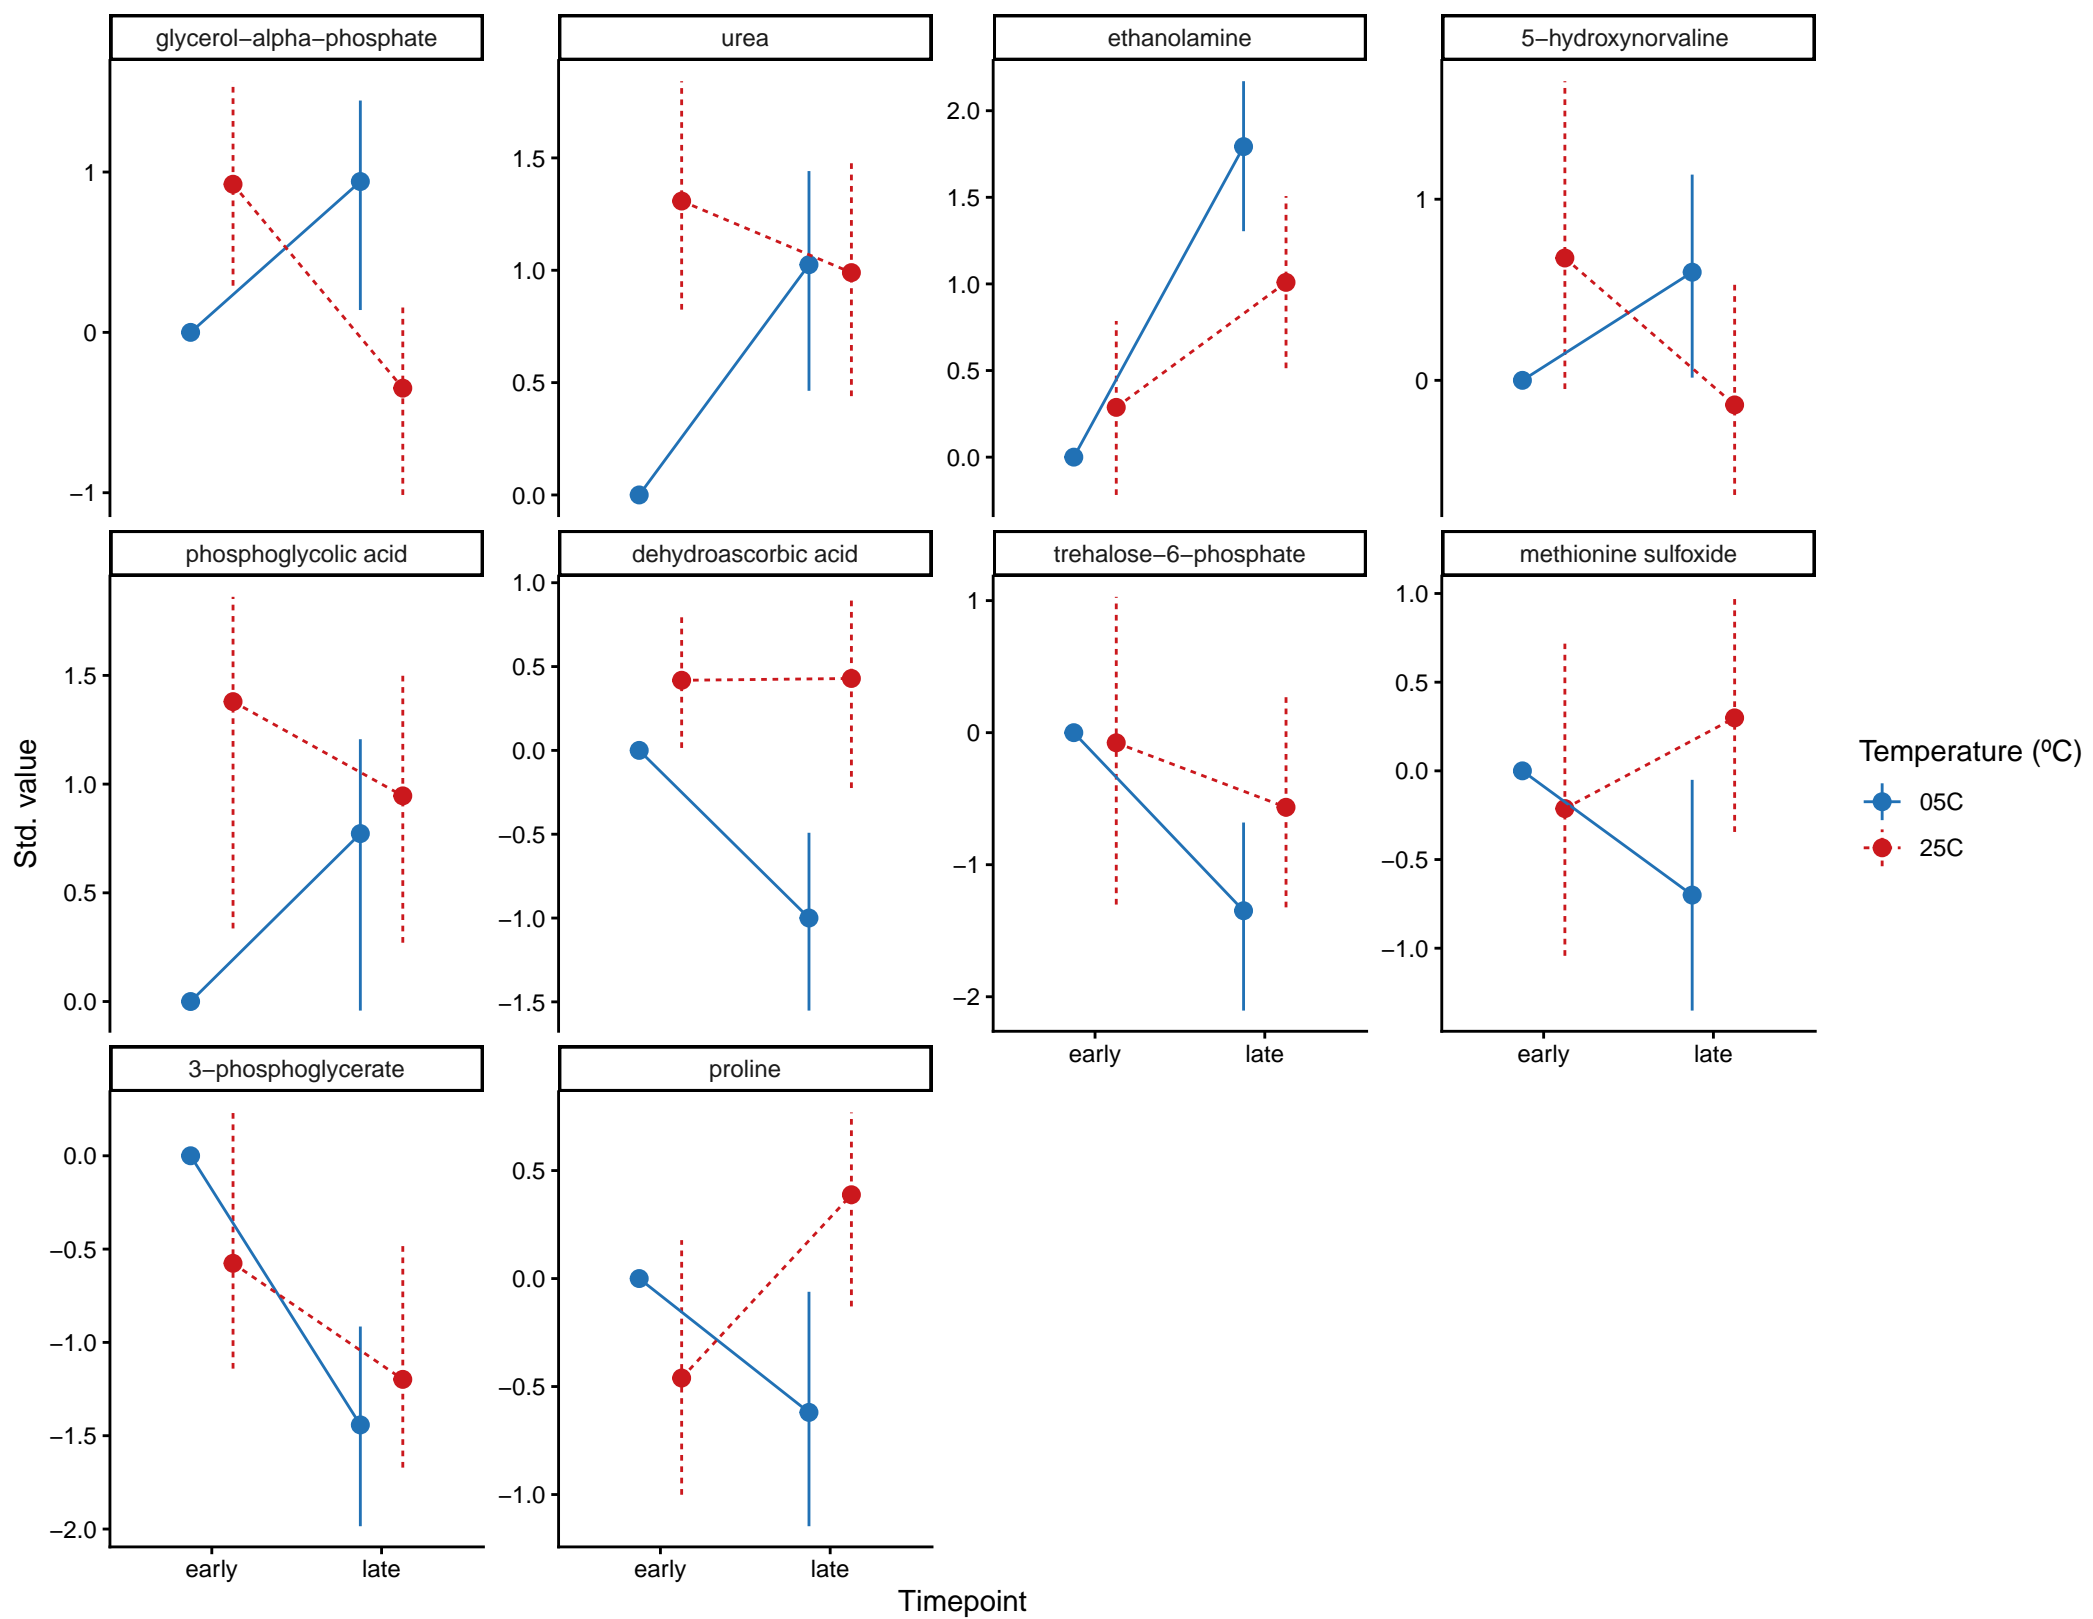 glycerol−alpha−phosphate
urea
ethanolamine
5−hydroxynorvaline
1
0
−1
1.5
1.0
0.5
0.0
2.0
1.5
1.0
0.5
0.0
1
0
phosphoglycolic acid
dehydroascorbic acid
trehalose−6−phosphate
methionine sulfoxide
1.5
1.0
0.5
0.0
1.0
0.5
0.0
−0.5
−1.0
−1.5
1
0
−1
−2
1.0
0.5
0.0
−0.5
−1.0
early late
early late
3−phosphoglycerate
proline
0.0
−0.5
−1.0
−1.5
−2.0
0.5
0.0
−0.5
−1.0
early late
early late
Timepoint
Std. value
Temperature (ºC)
05C
25C